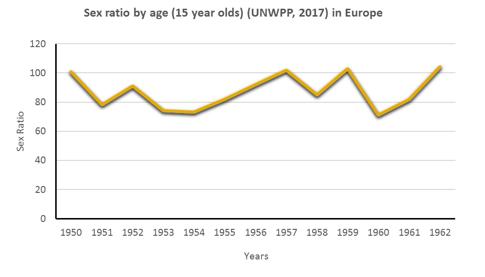 Sex ratio by age (15 year olds) (UNWPP, 2017) in Europe
120
100
80
60
40
20
0
Sex Ratio
1950 1951 1952 1953 1954 1955 1956 1957 1958 1959 1960 1961 1962
Years